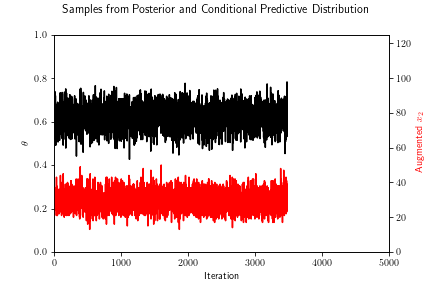 Samples from Posterior and Conditional Predictive Distribution
1.0
0.8
0.6
0.4
0.2
0.0
θ
120
100
80
60
40
20
0
Augmented x₂
0 1000 2000 3000 4000 5000
Iteration